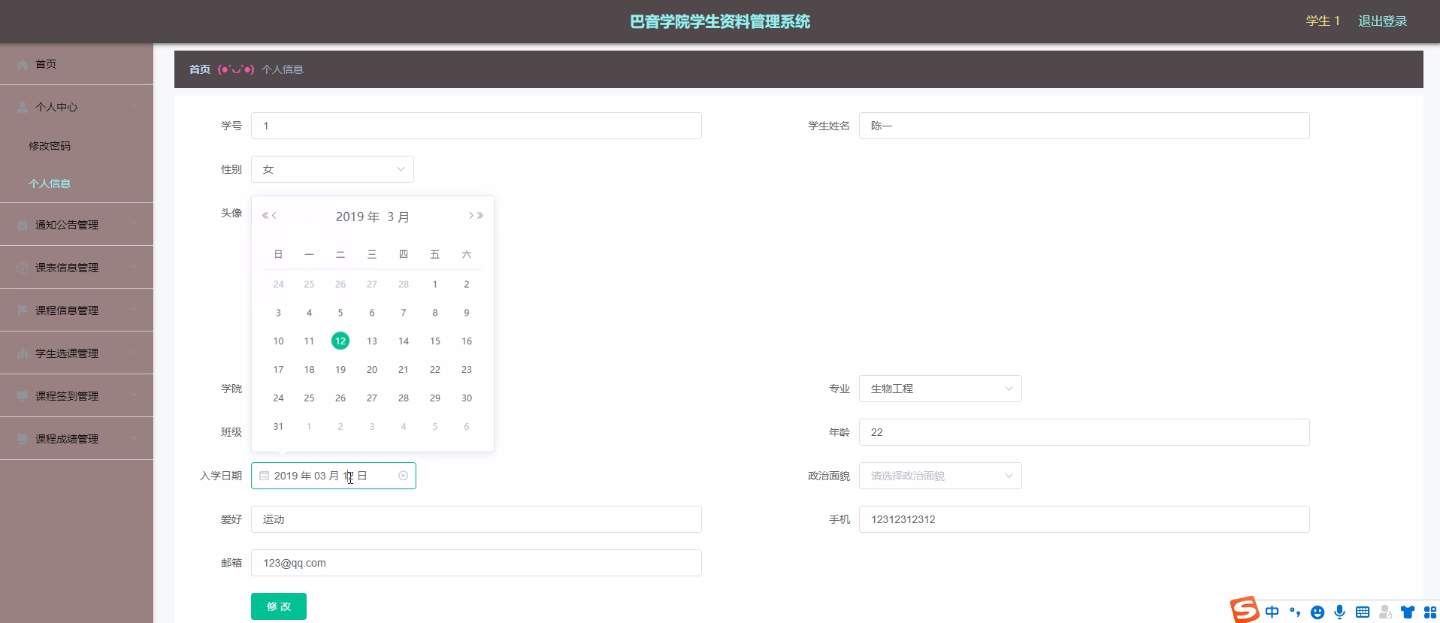 巴音学院学生资料管理系统
学生 1 退出登录
首页
个人中心
修改密码
个人信息
通知公告管理
课表信息管理
课程信息管理
学生选课管理
课程签到管理
课程成绩管理
首页 (●'◡'●) 个人信息
学号 1
学生姓名 陈一
性别 女
头像
2019 年 3 月
日 一 二 三 四 五 六
24 25 26 27 28 1 2
3 4 5 6 7 8 9
10 11 12 13 14 15 16
17 18 19 20 21 22 23
24 25 26 27 28 29 30
31 1 2 3 4 5 6
学院
专业 生物工程
班级
年龄 22
入学日期 2019 年 03 月 12 日
政治面貌 请选择政治面貌
爱好 运动
手机 12312312312
邮箱 123@qq.com
修 改
S 中